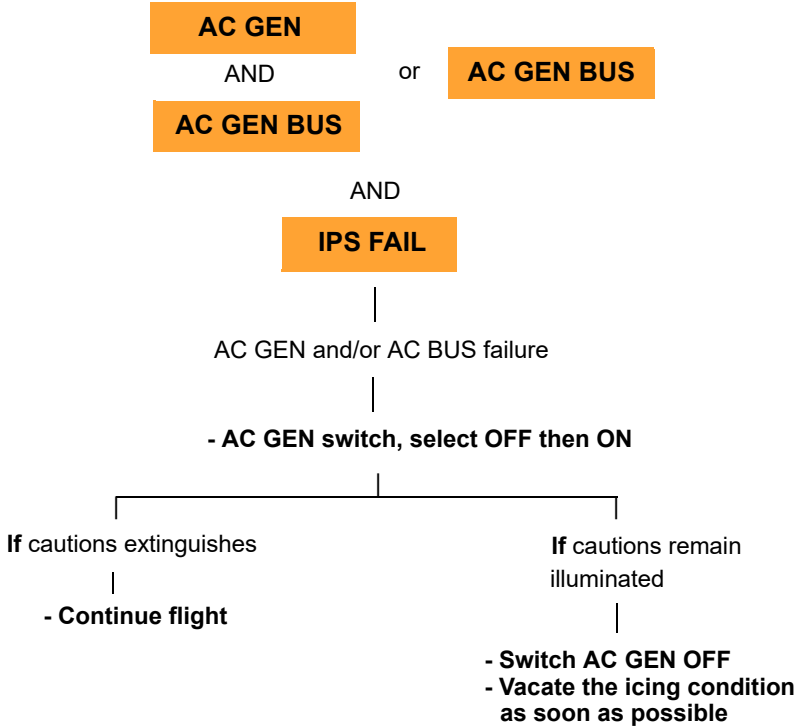 AC GEN
AND
or
AC GEN BUS
AC GEN BUS
AND
IPS FAIL
AC GEN and/or AC BUS failure
- AC GEN switch, select OFF then ON
If cautions extinguishes
- Continue flight
If cautions remain
illuminated
- Switch AC GEN OFF
- Vacate the icing condition
as soon as possible